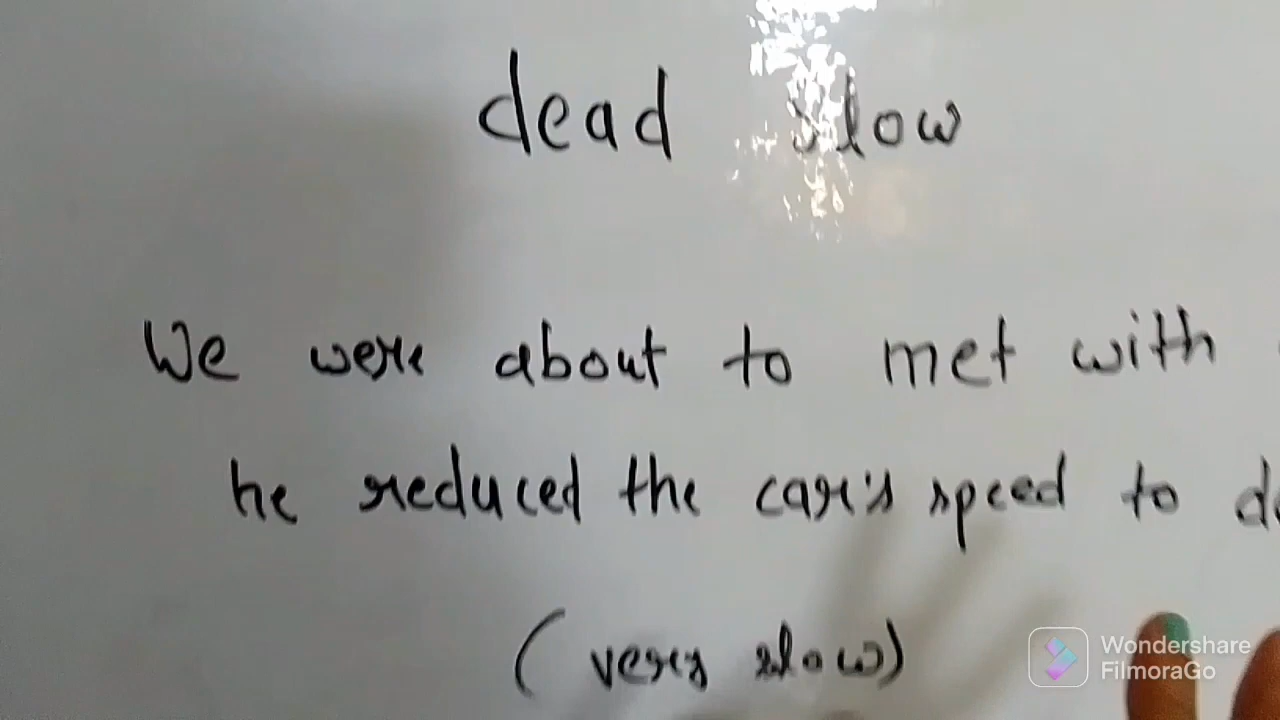 dead slow
We were about to met with
he reduced the car's speed to
(very slow)
Wondershare
FilmoraGo